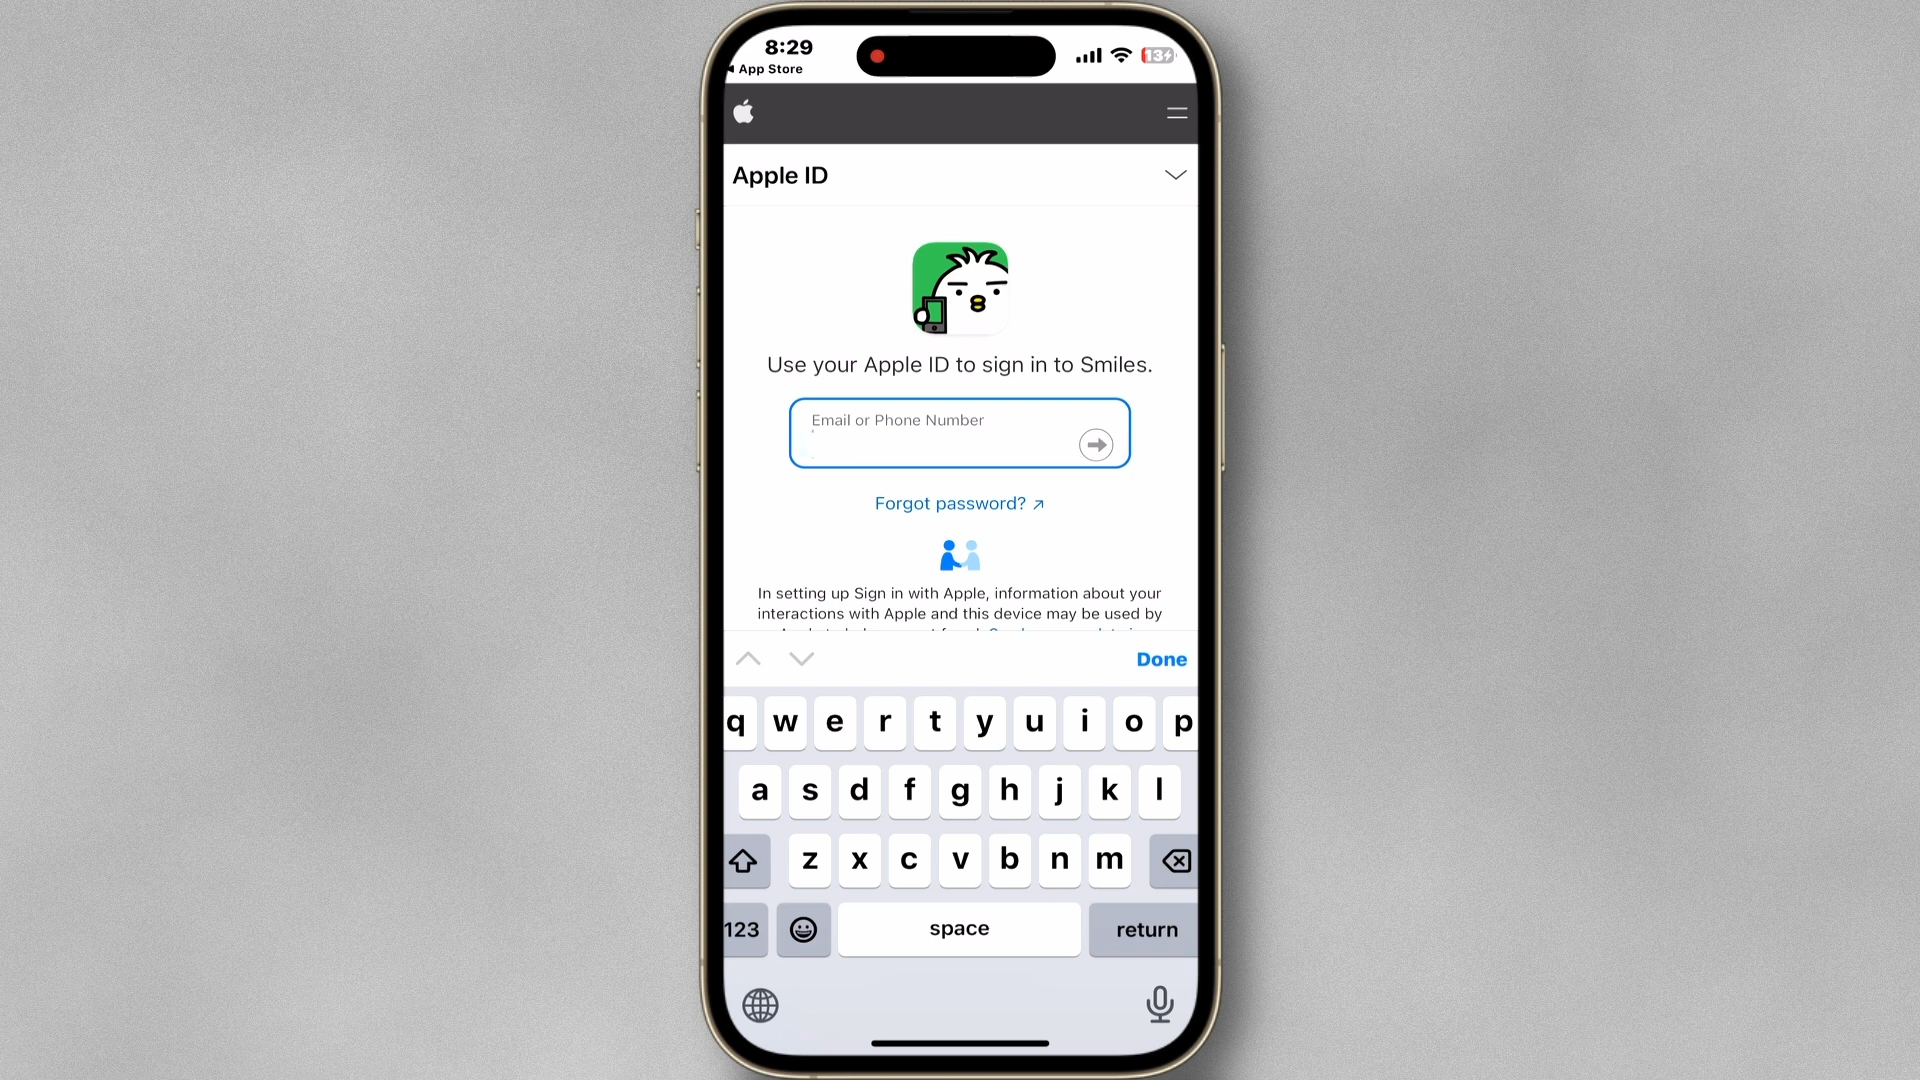 8:29
App Store
13
Apple ID
Use your Apple ID to sign in to Smiles.
Email or Phone Number
Forgot password? ↗
In setting up Sign in with Apple, information about your
interactions with Apple and this device may be used by
Done
q w e r t y u i o p
a s d f g h j k l
z x c v b n m
123
space
return